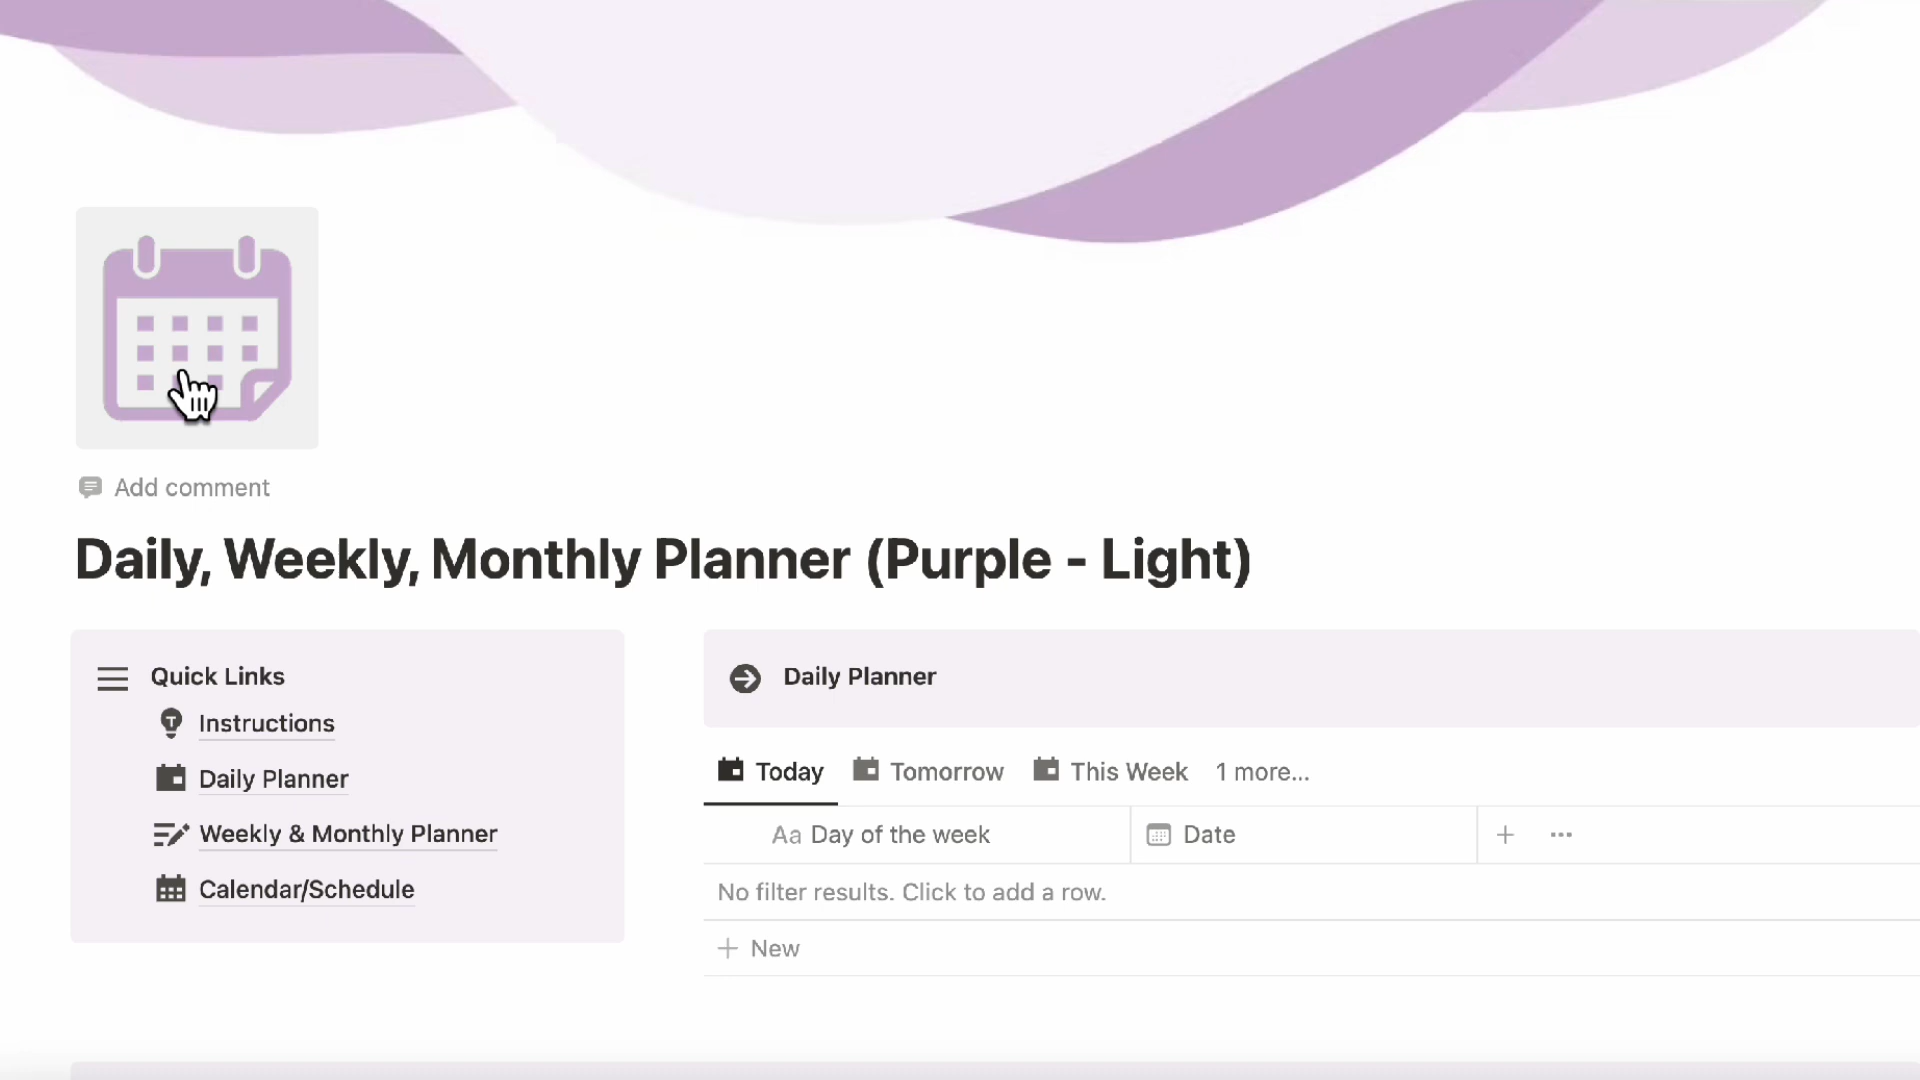 Add comment
Daily, Weekly, Monthly Planner (Purple - Light)
Quick Links
Instructions
Daily Planner
Weekly & Monthly Planner
Calendar/Schedule
Daily Planner
Today Tomorrow This Week 1 more...
Aa Day of the week Date
No filter results. Click to add a row.
+ New